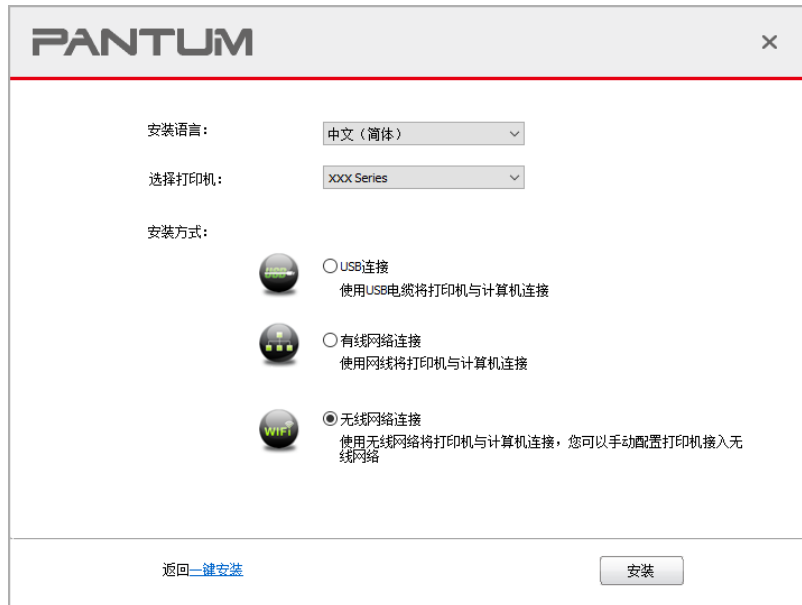 PANTUM
安装语言：
中文（简体）
选择打印机：
XXX Series
安装方式：
USB
USB连接
使用USB电缆将打印机与计算机连接
有线网络连接
使用网线将打印机与计算机连接
WiFi
无线网络连接
使用无线网络将打印机与计算机连接，您可以手动配置打印机接入无
线网络
返回一键安装
安装